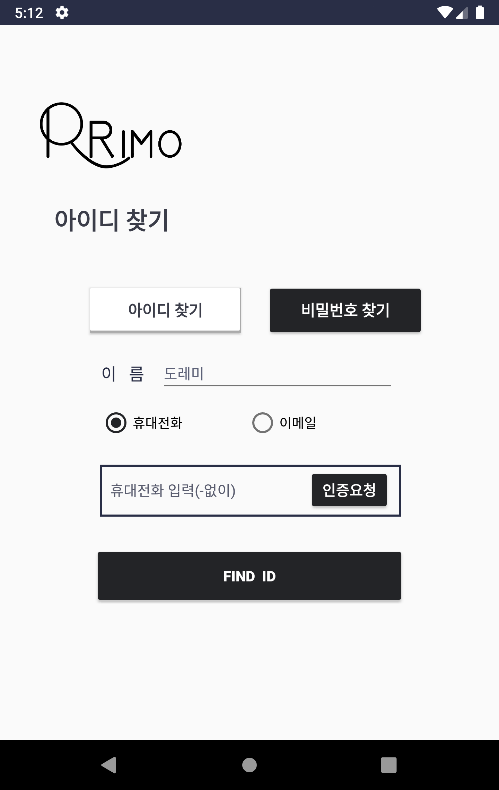 5:12
RRIMO
아이디 찾기
아이디 찾기 비밀번호 찾기
이 름 도레미
휴대전화 이메일
휴대전화 입력(-없이) 인증요청
FIND ID